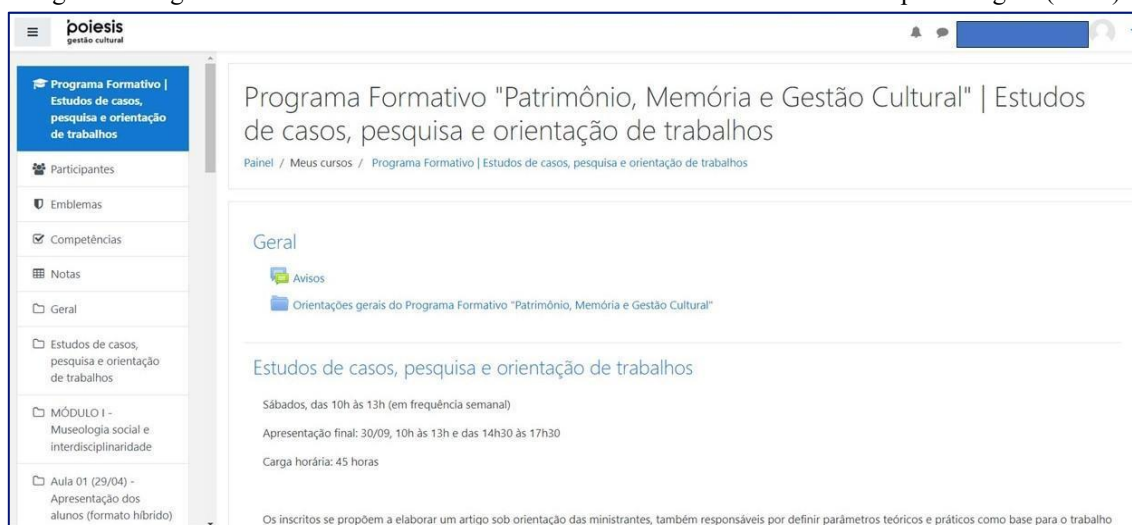 poiesis
gestão cultural
Programa Formativo |
Estudos de casos,
pesquisa e orientação
de trabalhos
Participantes
Emblemas
Competências
Notas
Geral
Estudos de casos,
pesquisa e orientação
de trabalhos
MÓDULO I -
Museologia social e
interdisciplinaridade
Aula 01 (29/04) -
Apresentação dos
alunos (formato híbrido)
Programa Formativo "Patrimônio, Memória e Gestão Cultural" | Estudos
de casos, pesquisa e orientação de trabalhos
Painel / Meus cursos / Programa Formativo | Estudos de casos, pesquisa e orientação de trabalhos
Geral
Avisos
Orientações gerais do Programa Formativo "Patrimônio, Memória e Gestão Cultural"
Estudos de casos, pesquisa e orientação de trabalhos
Sábados, das 10h às 13h (em frequência semanal)
Apresentação final: 30/09, 10h às 13h e das 14h30 às 17h30
Carga horária: 45 horas
Os inscritos se propõem a elaborar um artigo sob orientação das ministrantes, também responsáveis por definir parâmetros teóricos e práticos como base para o trabalho